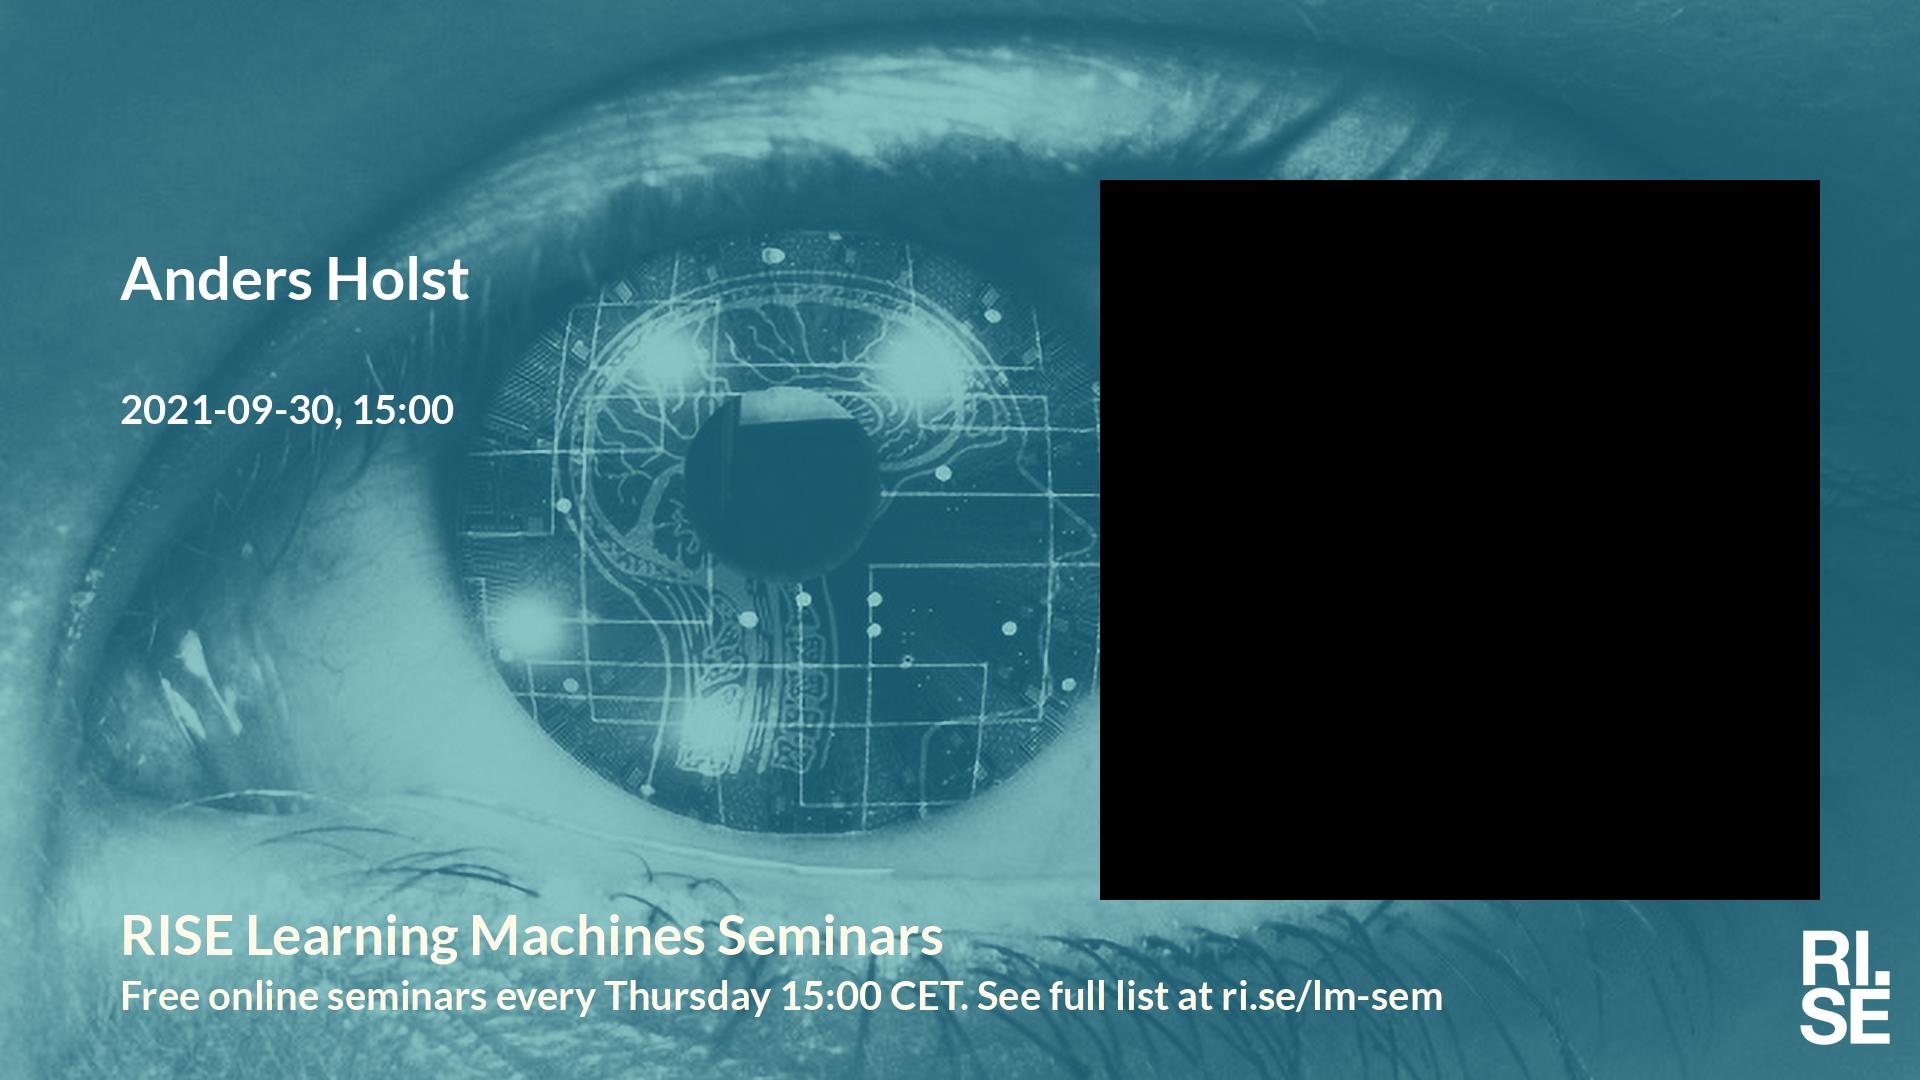 Anders Holst
2021-09-30, 15:00
RISE Learning Machines Seminars
Free online seminars every Thursday 15:00 CET. See full list at ri.se/lm-sem
RI.
SE